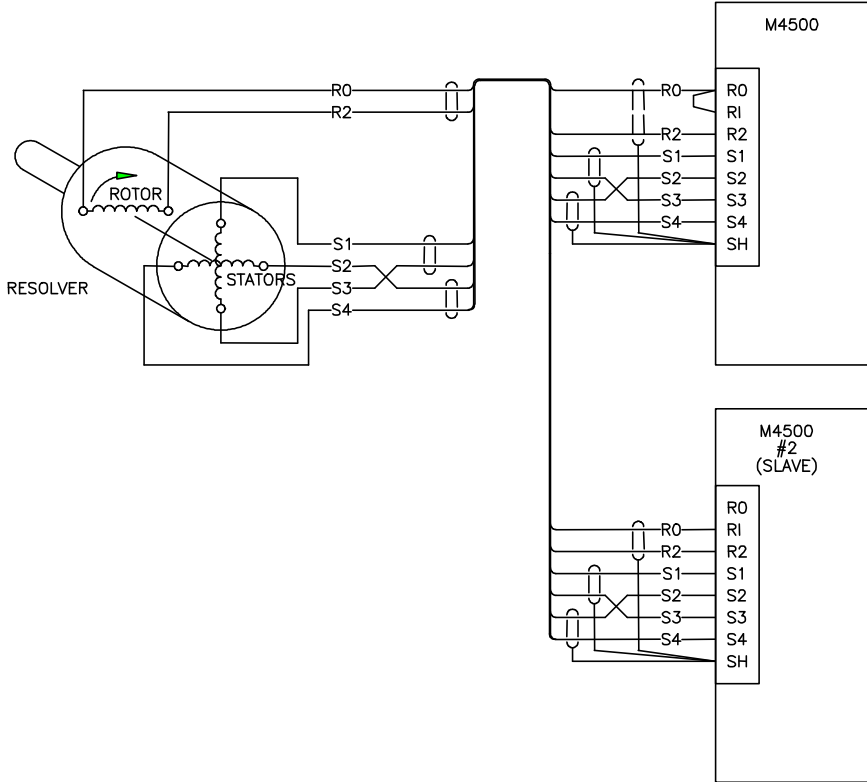 M4500
R0
R2
R0
R2
S1
S2
S3
S4
R0
RI
R2
S1
S2
S3
S4
SH
ROTOR
STATORS
RESOLVER
S1
S2
S3
S4
M4500
#2
(SLAVE)
R0
R2
S1
S2
S3
S4
R0
RI
R2
S1
S2
S3
S4
SH